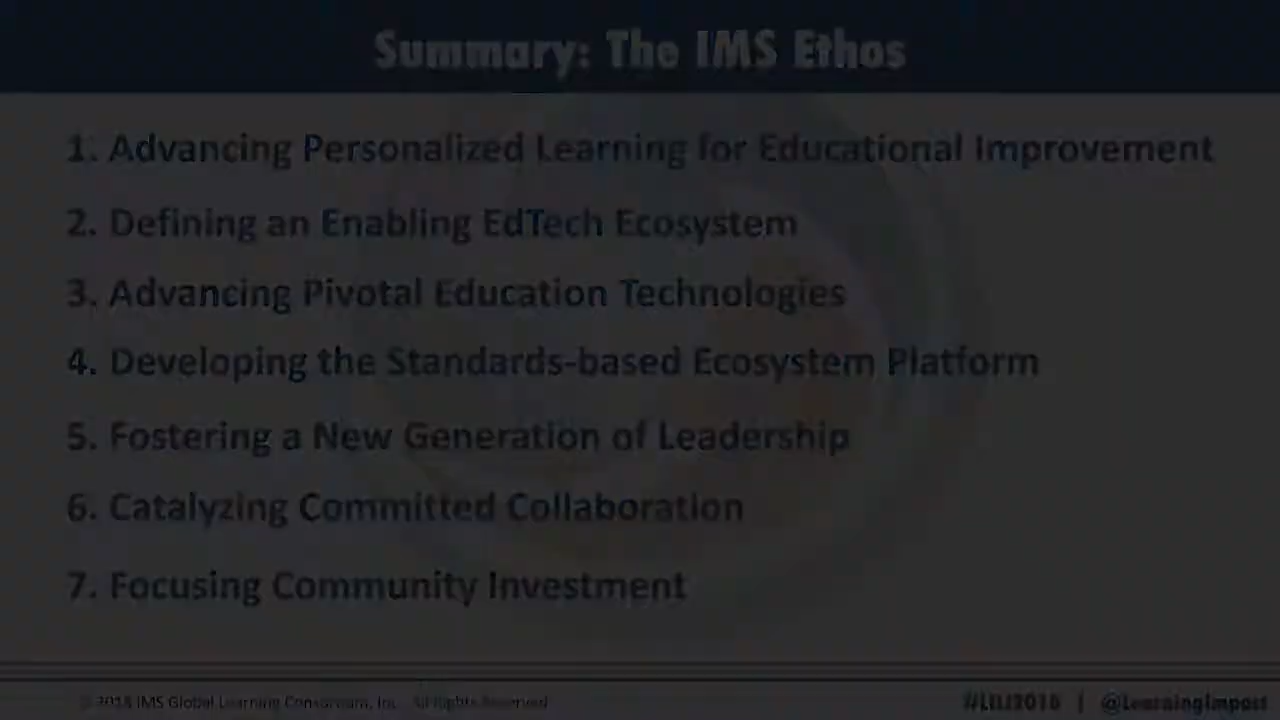 Summary: The IMS Ethos
1. Advancing Personalized Learning for Educational Improvement
2. Defining an Enabling EdTech Ecosystem
3. Advancing Pivotal Education Technologies
4. Developing the Standards-based Ecosystem Platform
5. Fostering a New Generation of Leadership
6. Catalyzing Committed Collaboration
7. Focusing Community Investment
© 2016 IMS Global Learning Consortium, Inc. All Rights Reserved
#LILI2016 | @LearningImpact